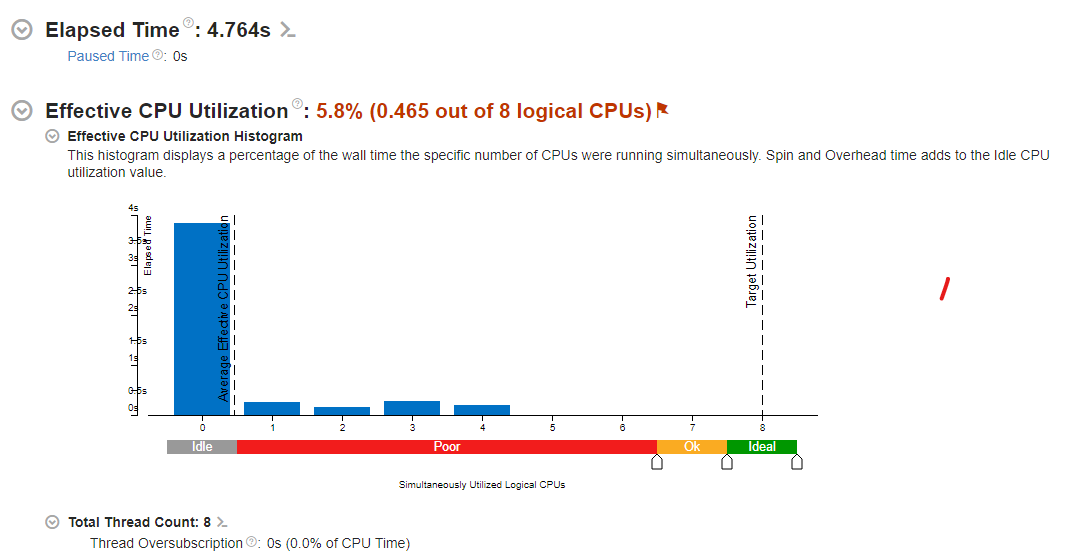 Elapsed Time ?: 4.764s
Paused Time ?: 0s
Effective CPU Utilization ?: 5.8% (0.465 out of 8 logical CPUs)
Effective CPU Utilization Histogram
This histogram displays a percentage of the wall time the specific number of CPUs were running simultaneously. Spin and Overhead time adds to the Idle CPU
utilization value.
4s
3.5s
3s
2.5s
2s
1.5s
1s
0.5s
0s
Elapsed Time
Average Effective CPU Utilization
Target Utilization
0 1 2 3 4 5 6 7 8
Idle Poor Ok Ideal
Simultaneously Utilized Logical CPUs
Total Thread Count: 8
Thread Oversubscription ?: 0s (0.0% of CPU Time)